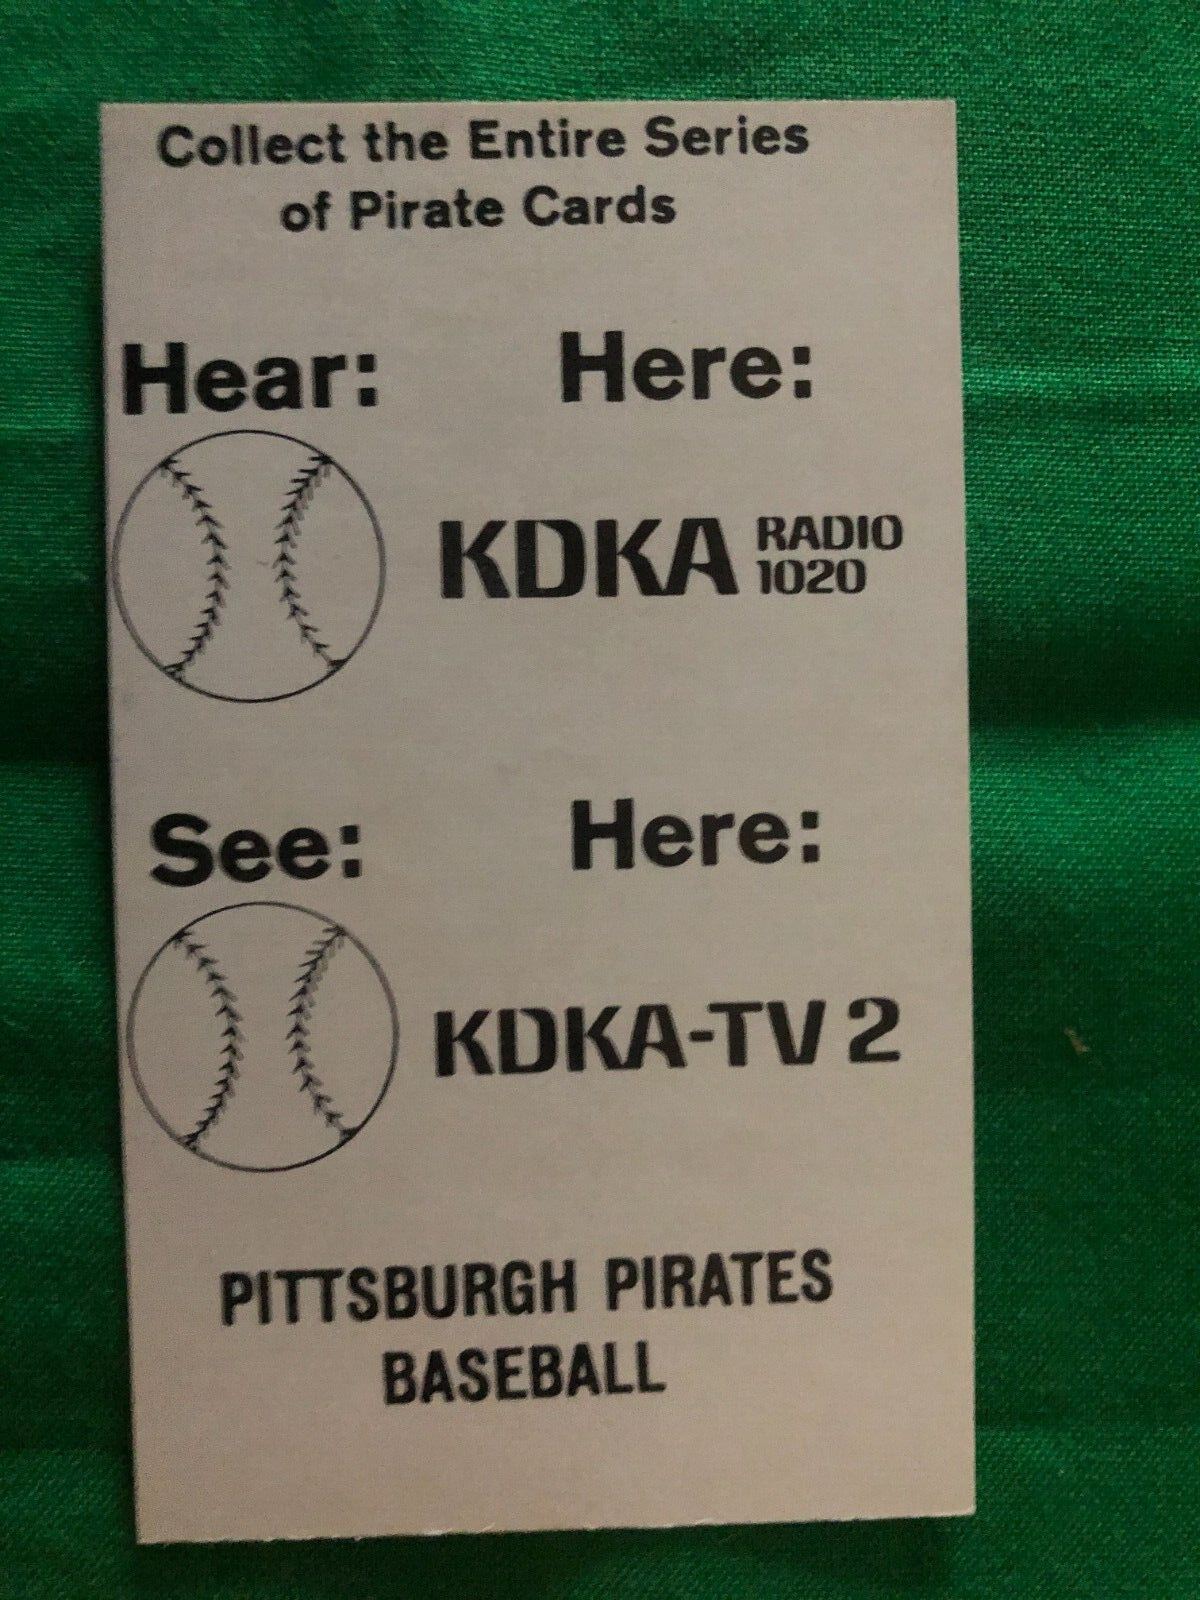 Collect the Entire Series
of Pirate Cards
Hear: Here:
KDKA RADIO
1020
See: Here:
KDKA-TV 2
PITTSBURGH PIRATES
BASEBALL